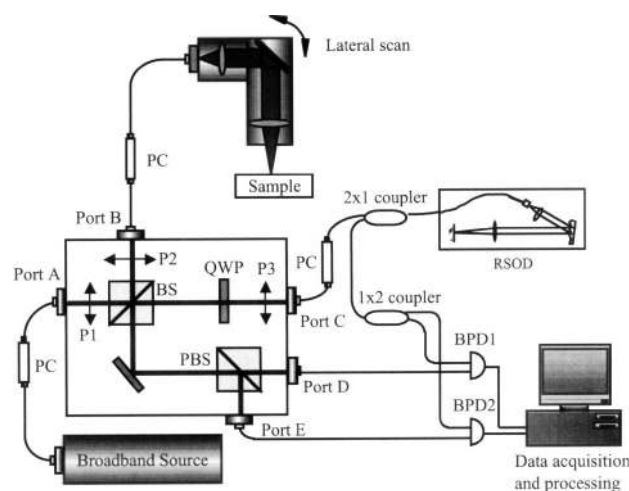 Lateral scan
PC
Sample
2x1 coupler
Port B
RSOD
P2
QWP
P3
PC
Port A
BS
Port C
1x2 coupler
P1
PC
PBS
BPD1
Port D
BPD2
Port E
Broadband Source
Data acquisition
and processing